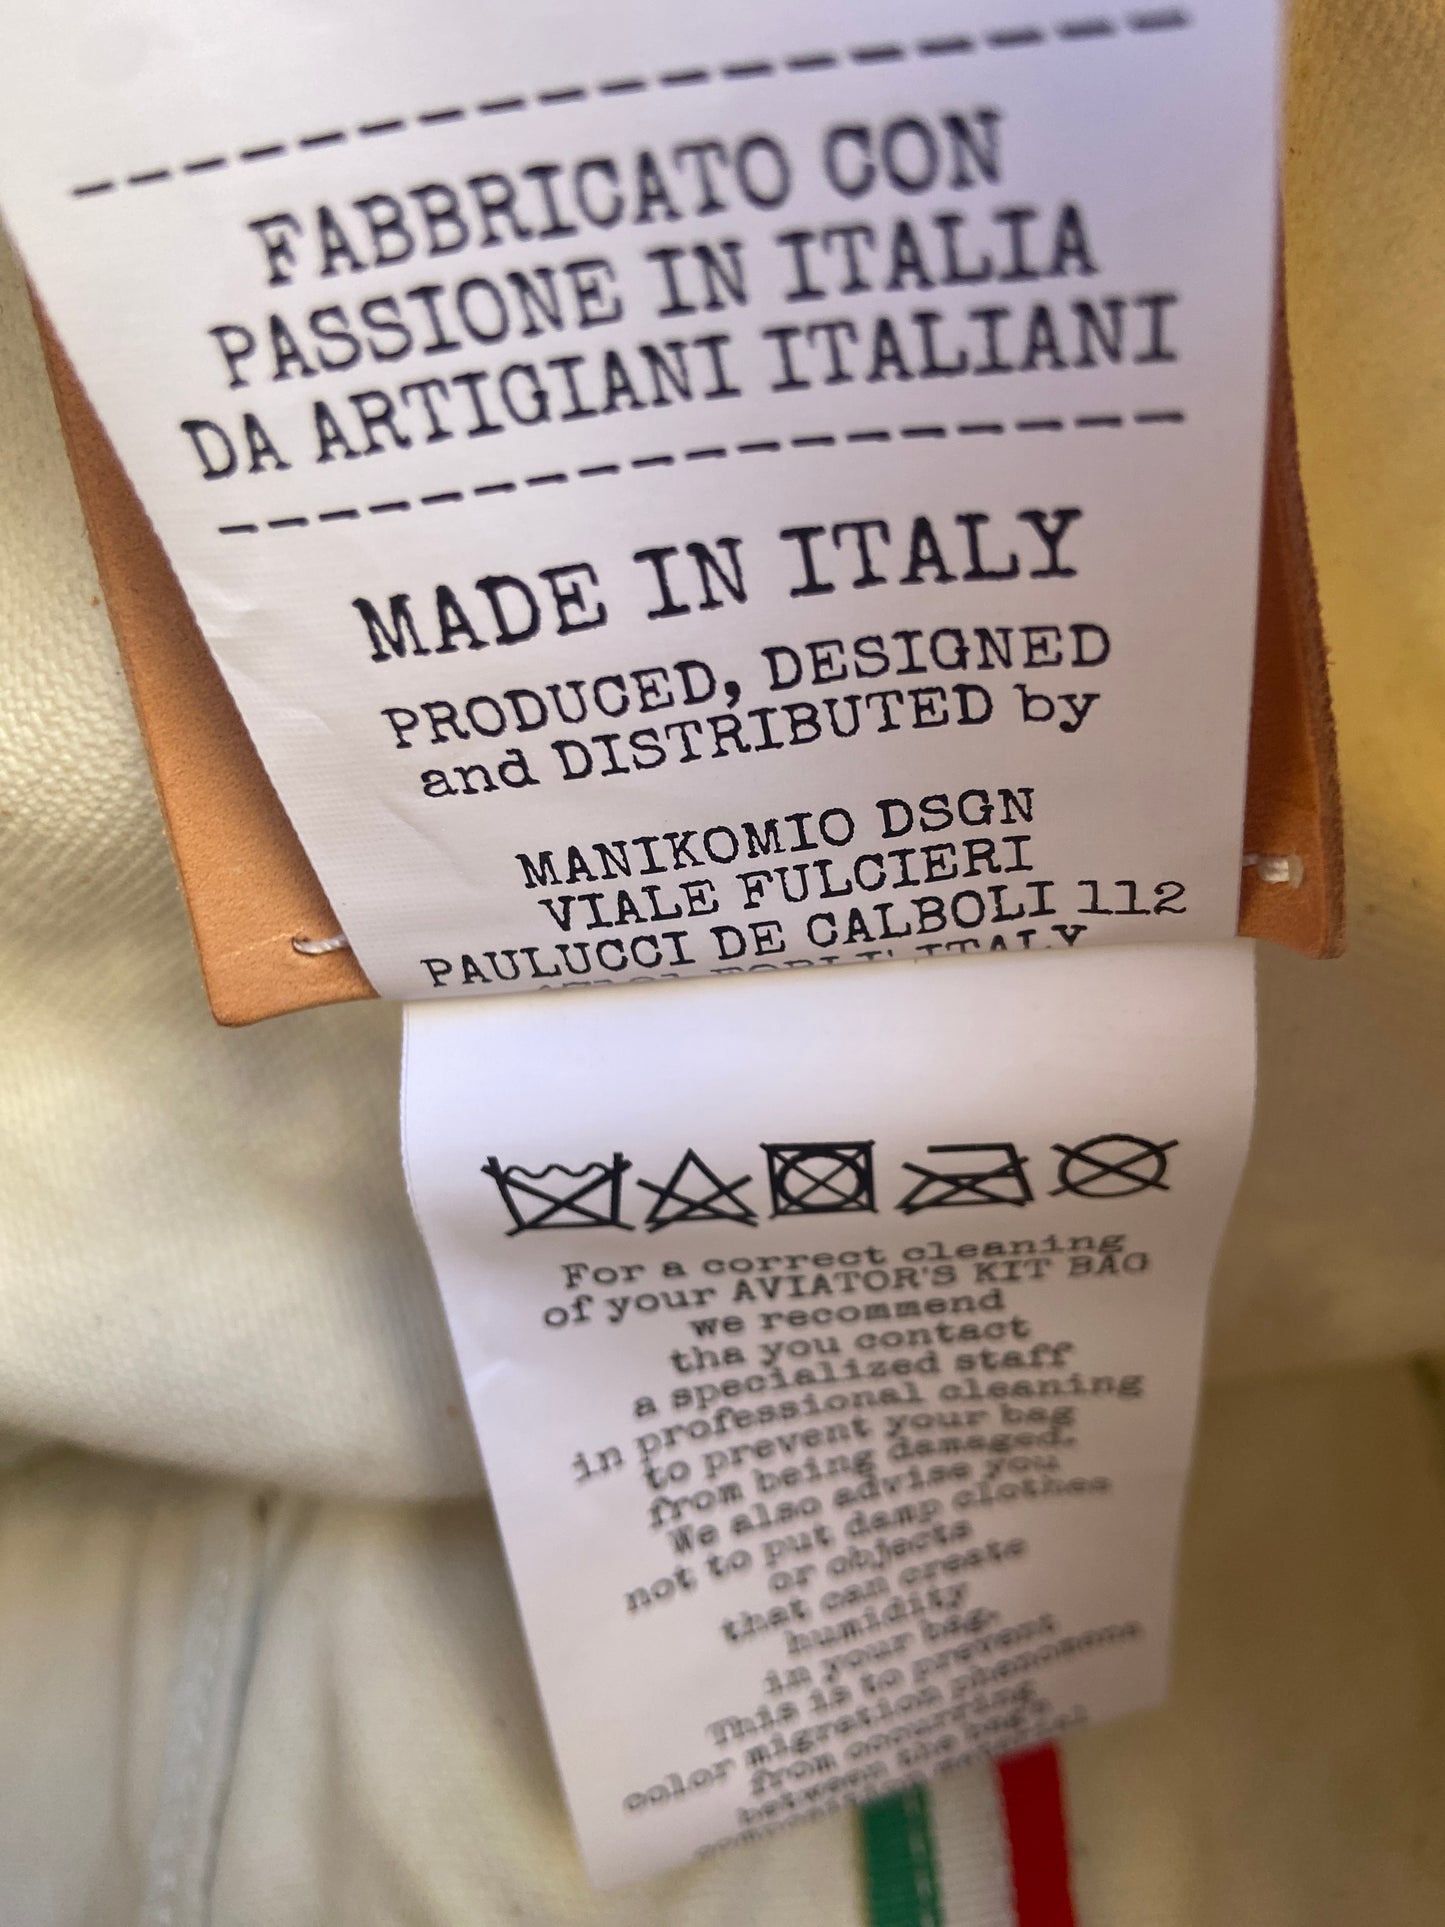 FABBRICATO CON
PASSIONE IN ITALIA
DA ARTIGIANI ITALIANI
MADE IN ITALY
PRODUCED, DESIGNED
and DISTRIBUTED by
MANIKOMIO DSGN
VIALE FULCIERI
PAULUCCI DE CALBOLI 112
FORLI' ITALY
For a correct cleaning
of your AVIATOR'S KIT BAG
we recommend
tha you contact
a specialized staff
in professional cleaning
to prevent your bag
from being damaged.
We also advise you
not to put damp clothes
or objects
that can create
humidity
in your bag.
This is to prevent
color migration phenomena
from occurring
between the bag's
composition material